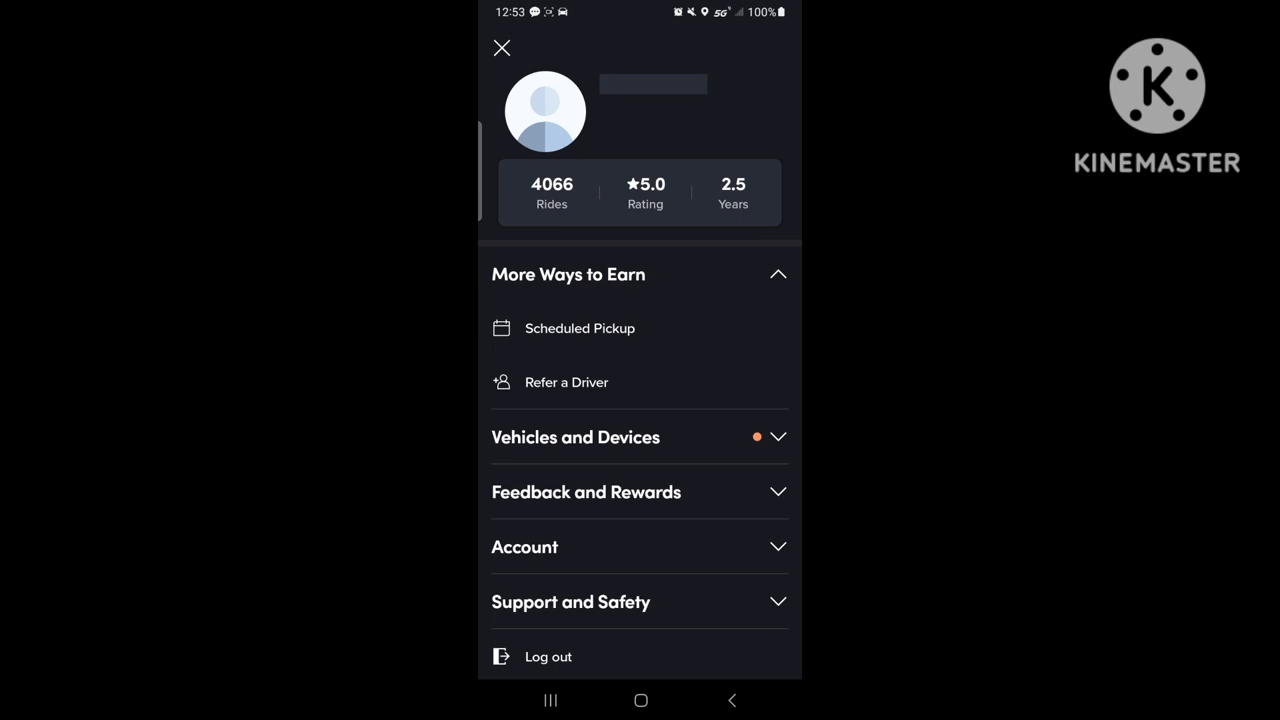 12:53 5G 100%
K
KINEMASTER
4066 ★5.0 2.5
Rides Rating Years
More Ways to Earn
Scheduled Pickup
Refer a Driver
Vehicles and Devices
Feedback and Rewards
Account
Support and Safety
Log out